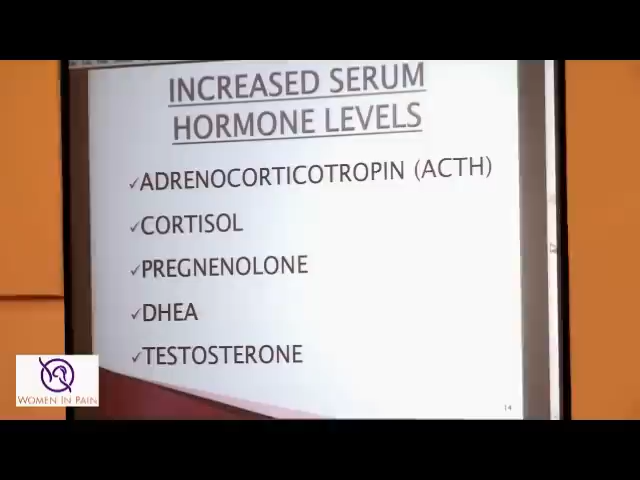 INCREASED SERUM
HORMONE LEVELS
✓ADRENOCORTICOTROPIN (ACTH)
✓CORTISOL
✓PREGNENOLONE
✓DHEA
✓TESTOSTERONE
14
WOMEN IN PAIN